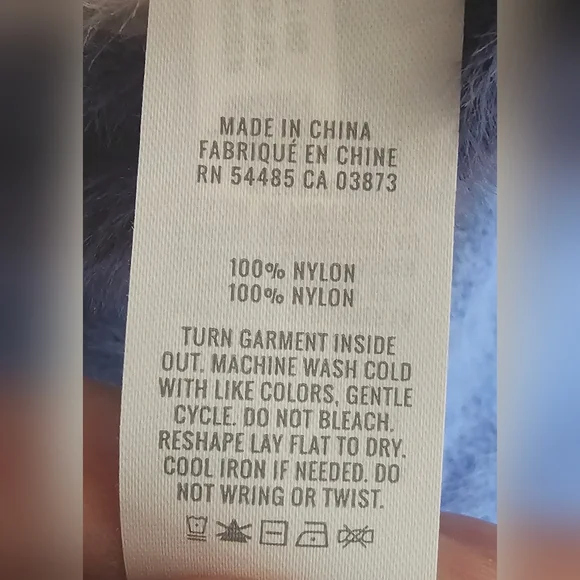 MADE IN CHINA
FABRIQUÉ EN CHINE
RN 54485 CA 03873
100% NYLON
100% NYLON
TURN GARMENT INSIDE
OUT. MACHINE WASH COLD
WITH LIKE COLORS, GENTLE
CYCLE. DO NOT BLEACH.
RESHAPE LAY FLAT TO DRY.
COOL IRON IF NEEDED. DO
NOT WRING OR TWIST.